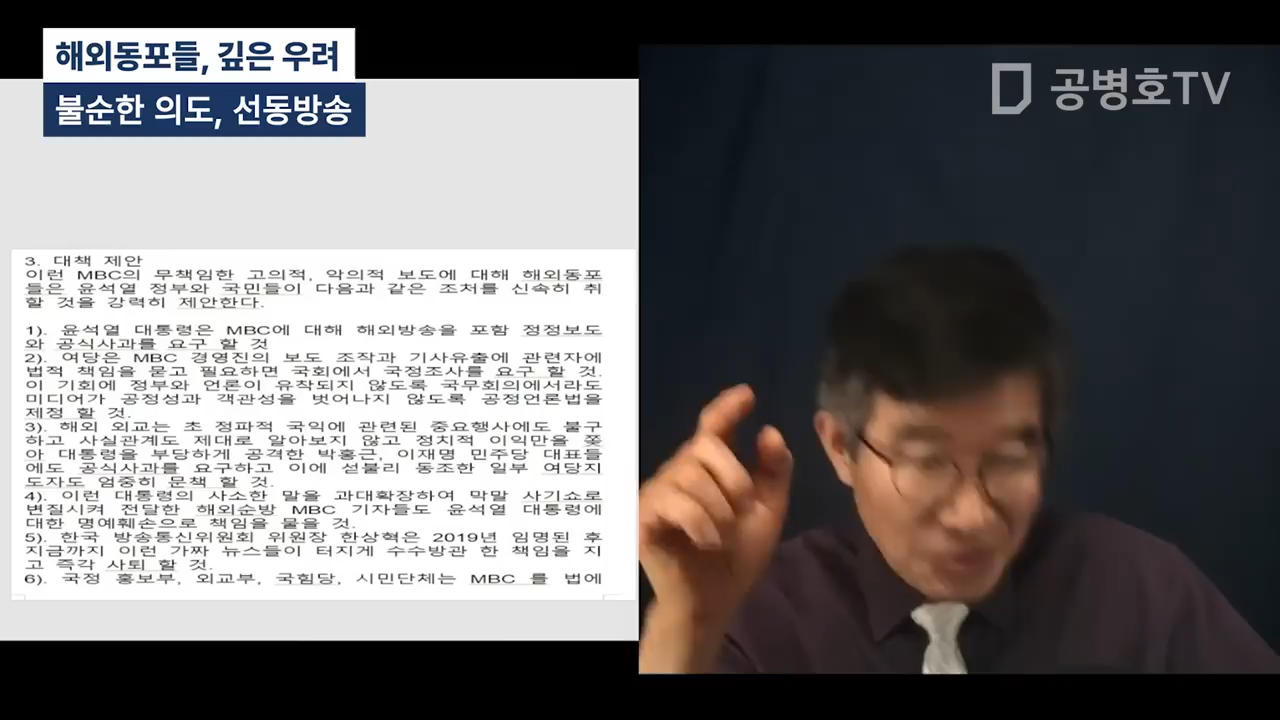 해외동포들, 깊은 우려
불순한 의도, 선동방송
공병호TV
3. 대책 제안
이런 MBC의 무책임한 고의적, 악의적 보도에 대해 해외동포
들은 윤석열 정부와 국민들이 다음과 같은 조처를 신속히 취
할 것을 강력히 제안한다.
1). 윤석열 대통령은 MBC에 대해 해외방송을 포함 정정보도
와 공식사과를 요구 할 것
2). 여당은 MBC 경영진의 보도 조작과 기사유출에 관련자에
법적 책임을 묻고 필요하면 국회에서 국정조사를 요구 할 것.
이 기회에 정부와 언론이 유착되지 않도록 국무회의에서라도
미디어가 공정성과 객관성을 벗어나지 않도록 공정언론법을
제정 할 것.
3). 해외 외교는 초 정파적 국익에 관련된 중요행사에도 불구
하고 사실관계도 제대로 알아보지 않고 정치적 이익만을 쫒
아 대통령을 부당하게 공격한 박홍근, 이재명 민주당 대표들
에도 공식사과를 요구하고 이에 섣불리 동조한 일부 여당지
도자도 엄중히 문책 할 것.
4). 이런 대통령의 사소한 말을 과대확장하여 막말 사기쇼로
변질시켜 전달한 해외순방 MBC 기자들도 윤석열 대통령에
대한 명예훼손으로 책임을 물을 것.
5). 한국 방송통신위원회 위원장 한상혁은 2019년 임명된 후
지금까지 이런 가짜 뉴스들이 터지게 수수방관 한 책임을 지
고 즉각 사퇴 할 것.
6). 국정 홍보부, 외교부, 국힘당, 시민단체는 MBC 를 법에